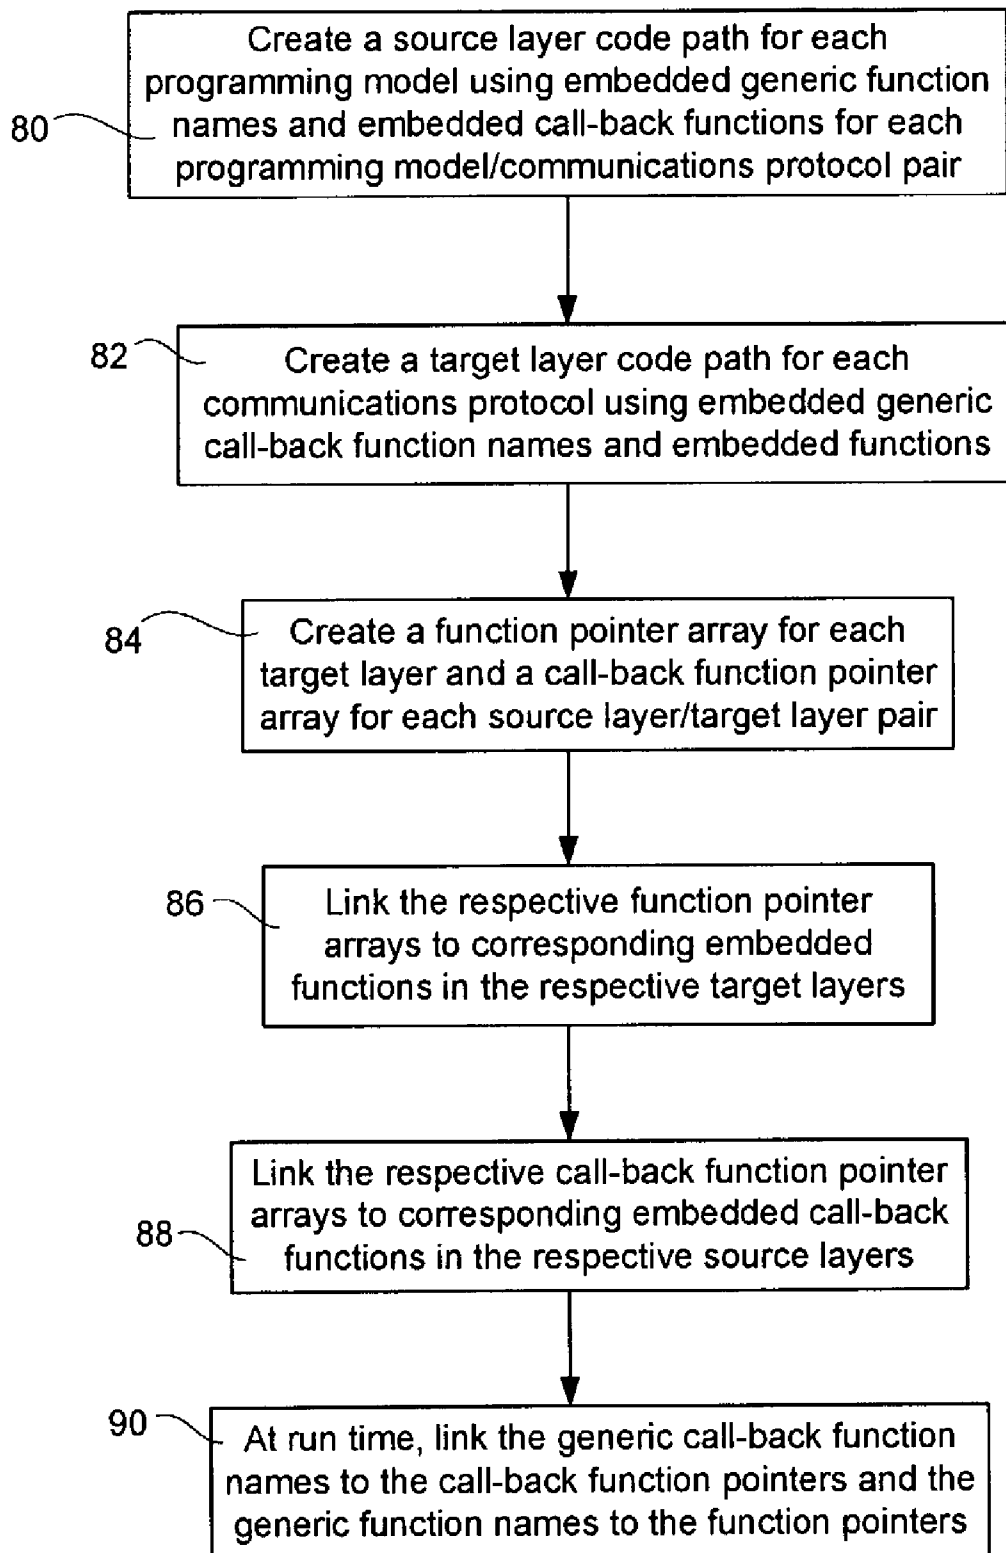 Create a source layer code path for each
programming model using embedded generic function
80
names and embedded call-back functions for each
programming model/communications protocol pair
82
Create a target layer code path for each
communications protocol using embedded generic
call-back function names and embedded functions
84
Create a function pointer array for each
target layer and a call-back function pointer
array for each source layer/target layer pair
86
Link the respective function pointer
arrays to corresponding embedded
functions in the respective target layers
Link the respective call-back function pointer
arrays to corresponding embedded call-back
88
functions in the respective source layers
90
At run time, link the generic call-back function
names to the call-back function pointers and the
generic function names to the function pointers